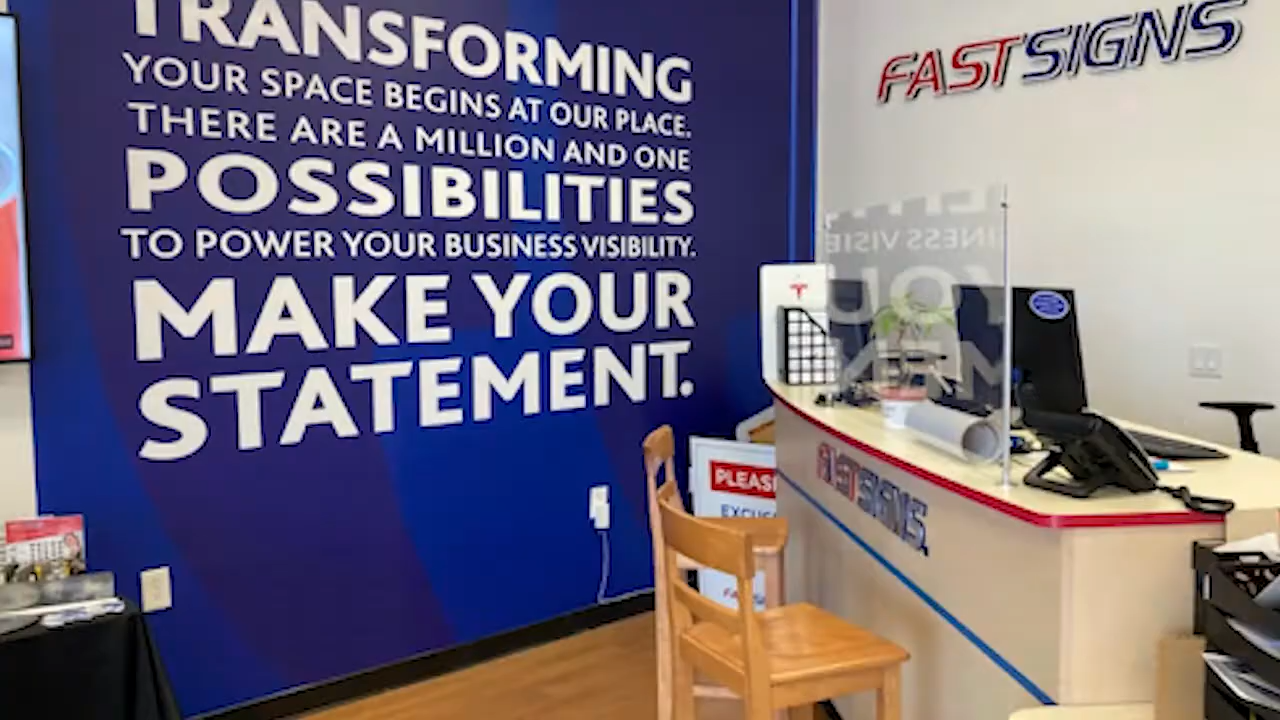 TRANSFORMING
YOUR SPACE BEGINS AT OUR PLACE.
THERE ARE A MILLION AND ONE
POSSIBILITIES
TO POWER YOUR BUSINESS VISIBILITY.
MAKE YOUR
STATEMENT.
FASTSIGNS
FASTSIGNS.
PLEAS
EXCUS